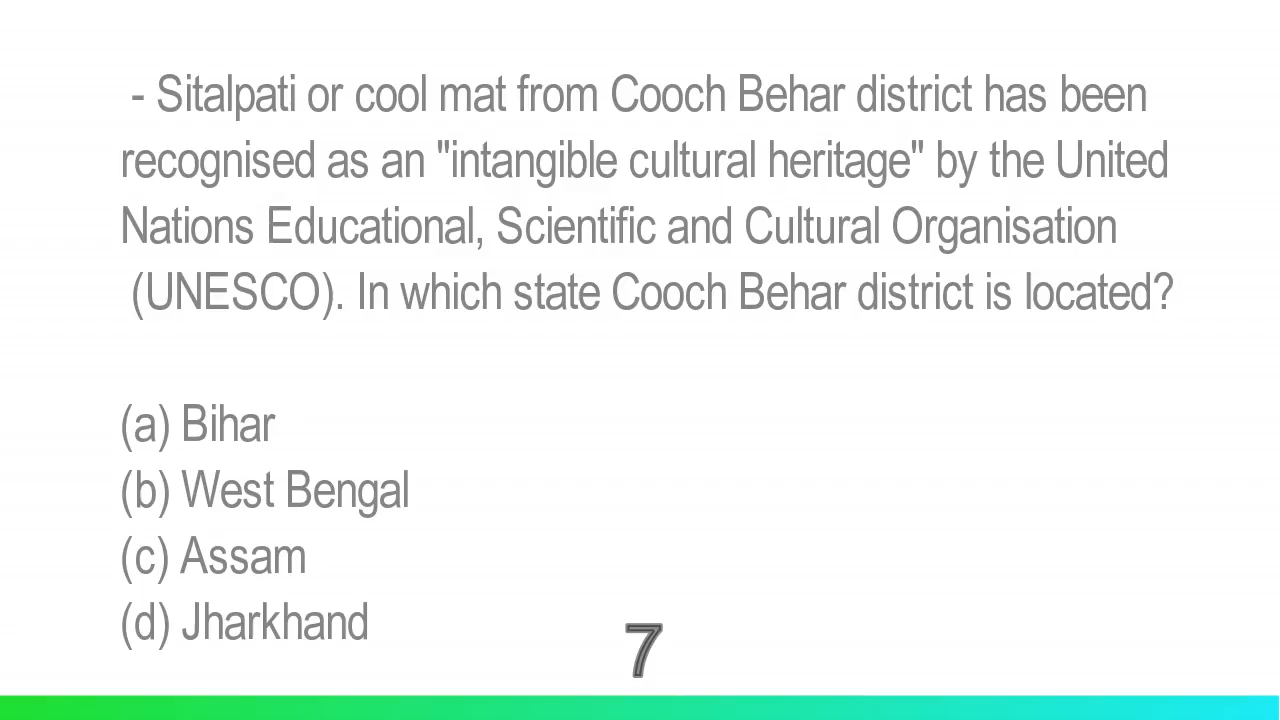 - Sitalpati or cool mat from Cooch Behar district has been
recognised as an "intangible cultural heritage" by the United
Nations Educational, Scientific and Cultural Organisation
(UNESCO). In which state Cooch Behar district is located?
(a) Bihar
(b) West Bengal
(c) Assam
(d) Jharkhand
7